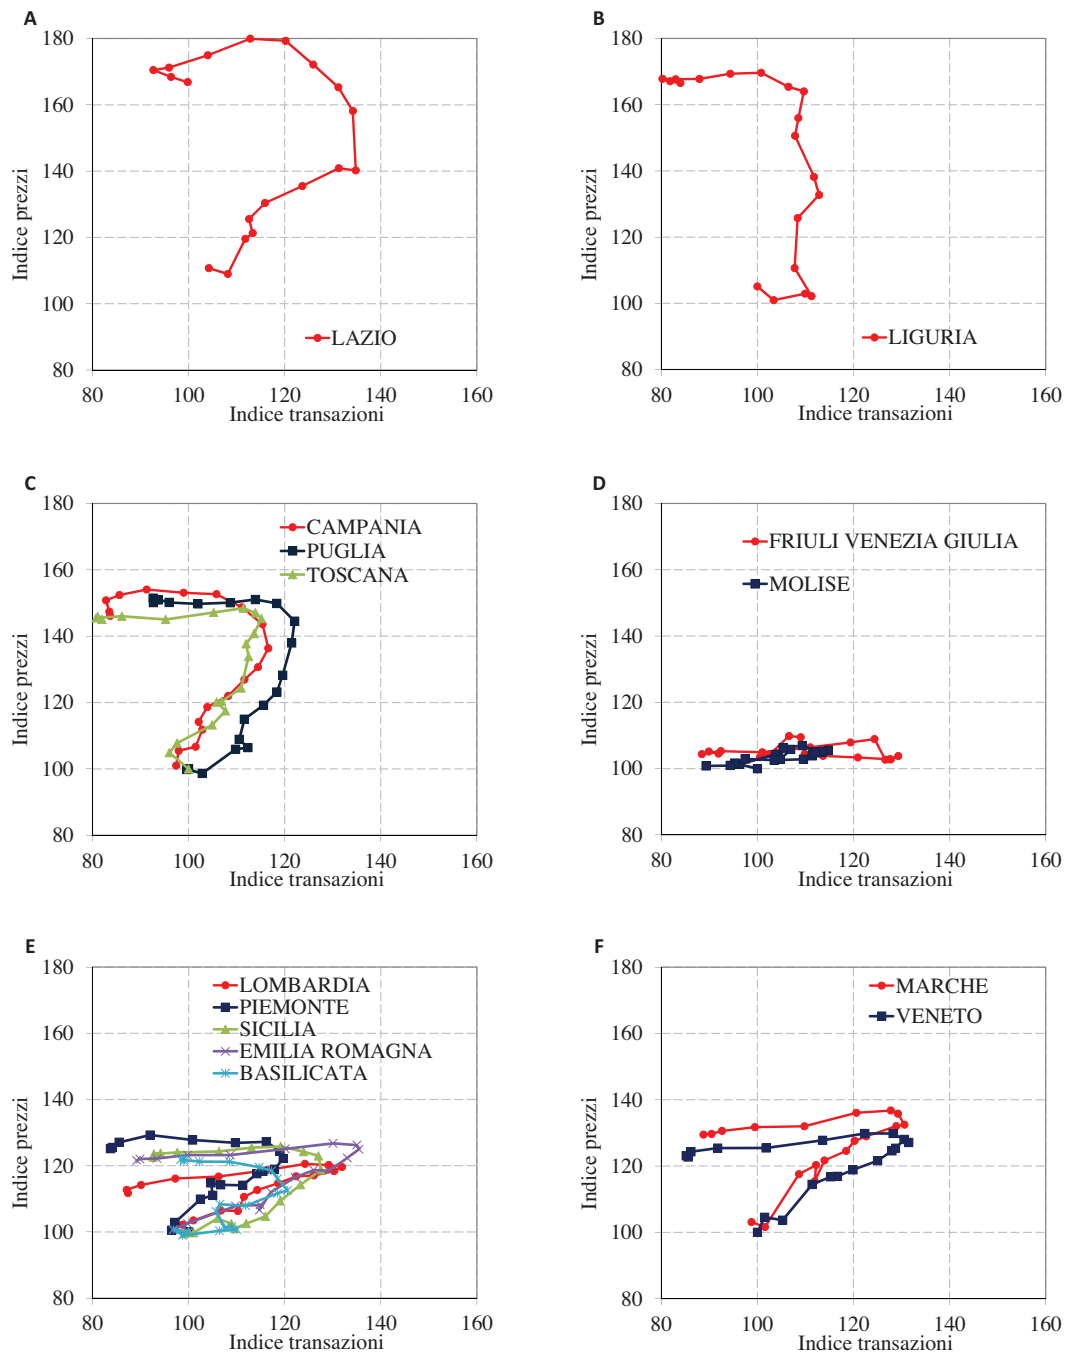 A
180
160
140
120
100
80
Indice prezzi
LAZIO
80 100 120 140 160
Indice transazioni
B
180
160
140
120
100
80
Indice prezzi
LIGURIA
80 100 120 140 160
Indice transazioni
C
180
160
140
120
100
80
Indice prezzi
CAMPANIA
PUGLIA
TOSCANA
80 100 120 140 160
Indice transazioni
D
180
160
140
120
100
80
Indice prezzi
FRIULI VENEZIA GIULIA
MOLISE
80 100 120 140 160
Indice transazioni
E
180
160
140
120
100
80
Indice prezzi
LOMBARDIA
PIEMONTE
SICILIA
EMILIA ROMAGNA
BASILICATA
80 100 120 140 160
Indice transazioni
F
180
160
140
120
100
80
Indice prezzi
MARCHE
VENETO
80 100 120 140 160
Indice transazioni